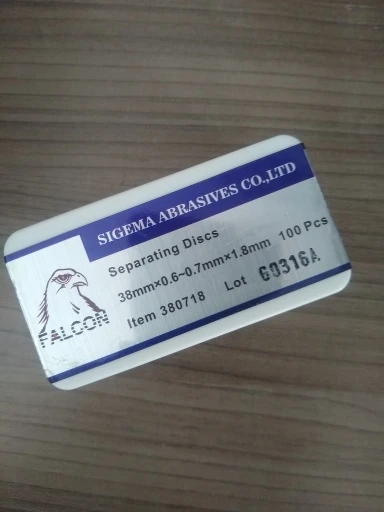 SIGEMA ABRASIVES CO.,LTD
Separating Discs
38mm×0.6~0.7mm×1.8mm 100 Pcs
Item 380718 Lot G0316A
FALCON